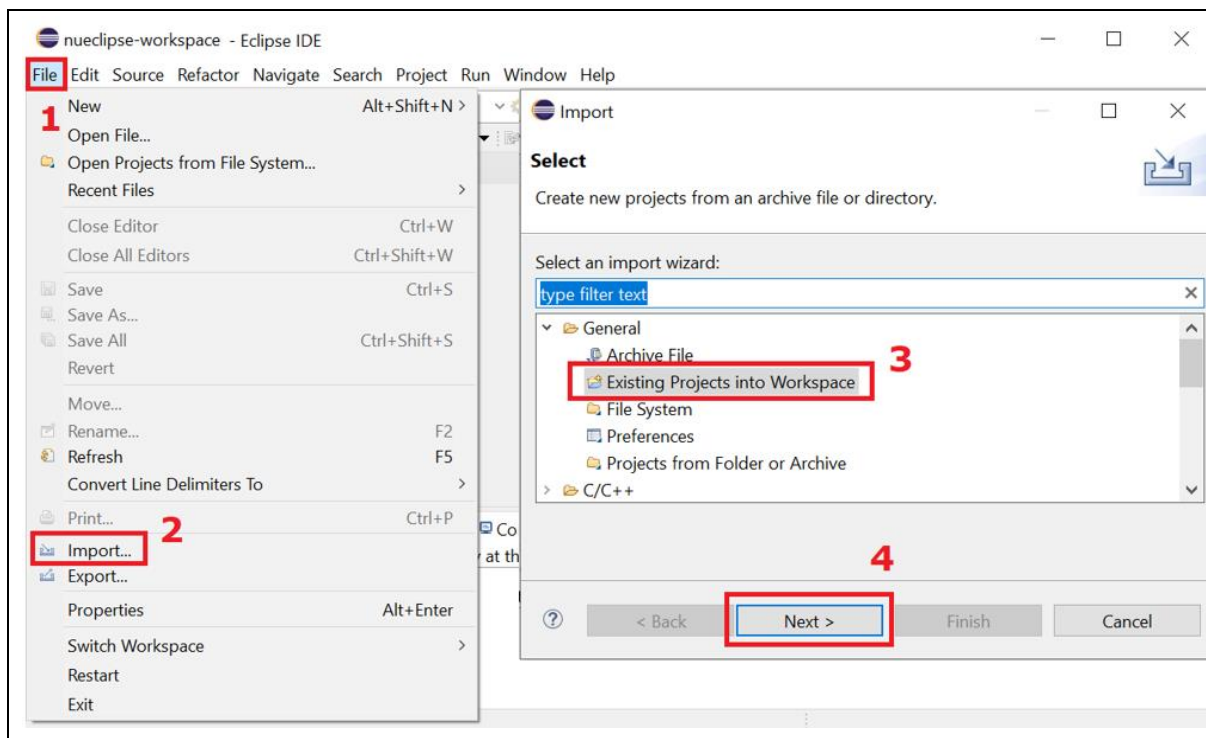 nueclipse-workspace - Eclipse IDE
File Edit Source Refactor Navigate Search Project Run Window Help
1
New Alt+Shift+N >
Open File...
Open Projects from File System...
Recent Files >
Close Editor Ctrl+W
Close All Editors Ctrl+Shift+W
Save Ctrl+S
Save As...
Save All Ctrl+Shift+S
Revert
Move...
Rename... F2
Refresh F5
Convert Line Delimiters To >
Print... Ctrl+P
2
Import...
Export...
Properties Alt+Enter
Switch Workspace >
Restart
Exit
Co
at th
Import
Select
Create new projects from an archive file or directory.
Select an import wizard:
type filter text
General
Archive File
3
Existing Projects into Workspace
File System
Preferences
Projects from Folder or Archive
> C/C++
4
< Back Next > Finish Cancel